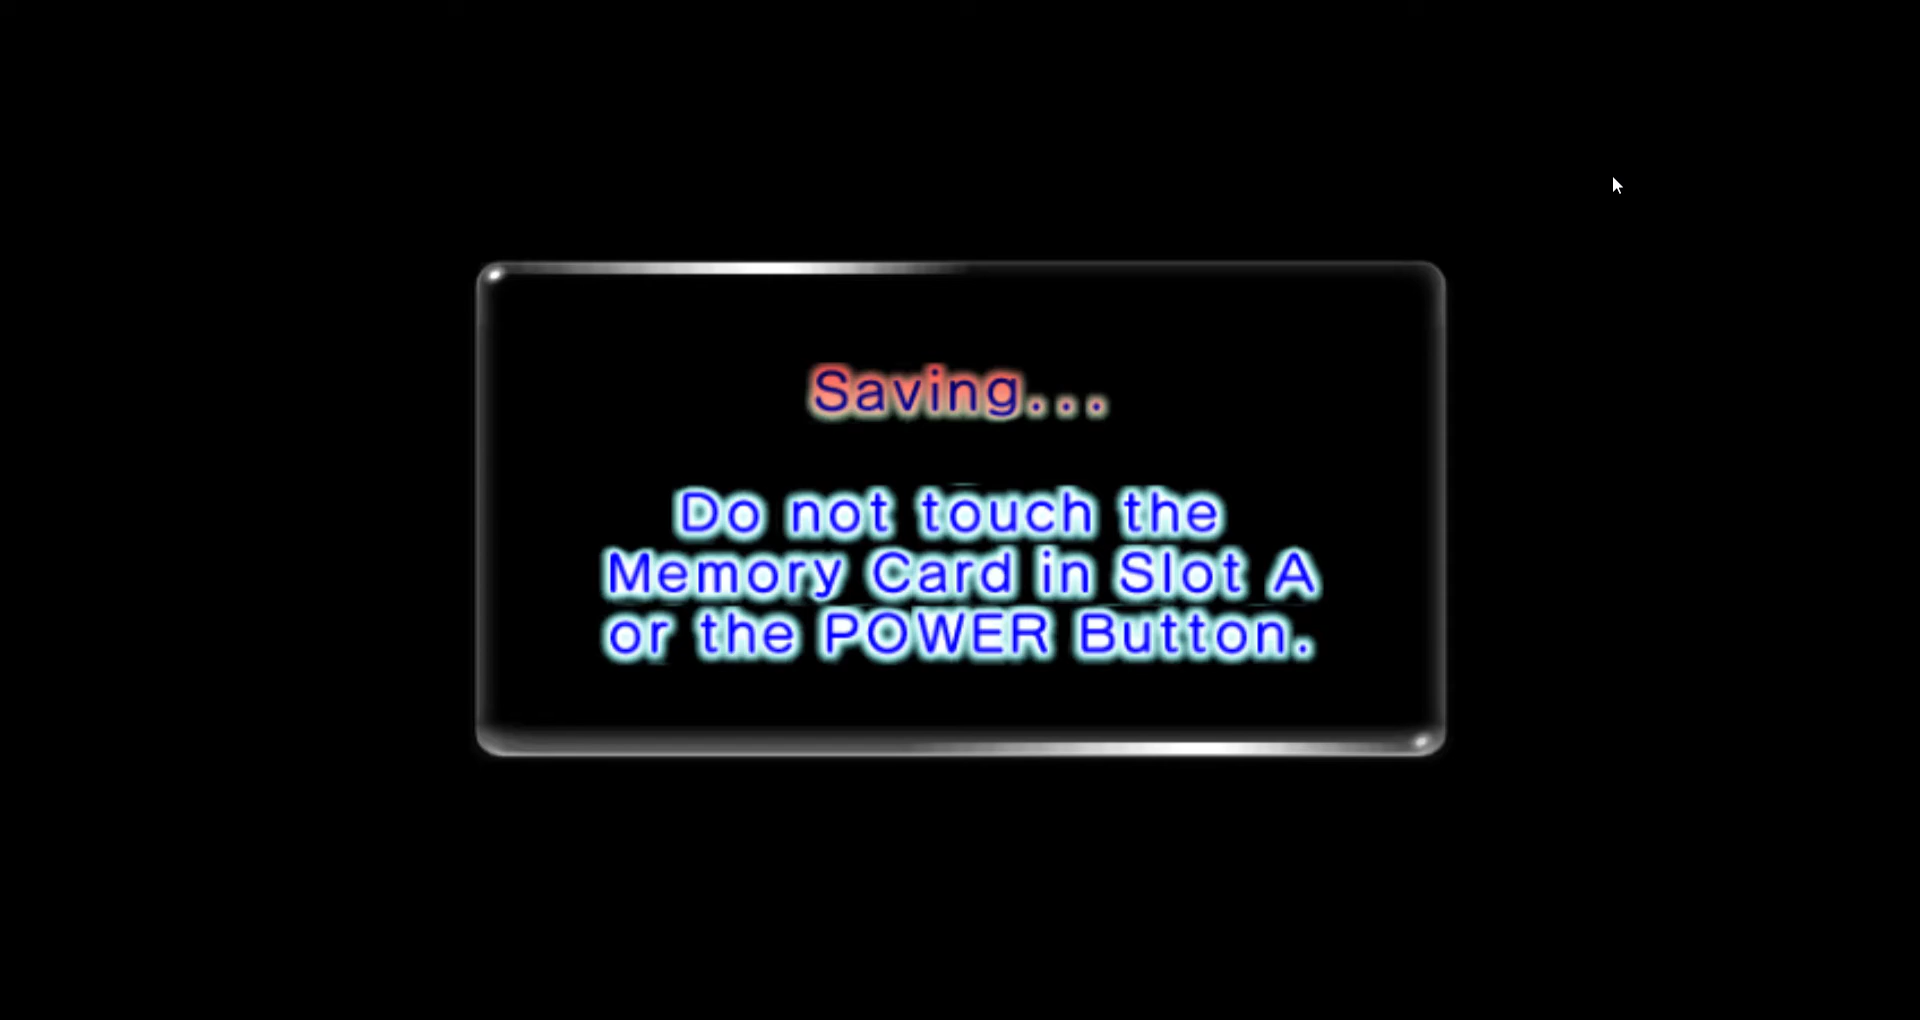 Saving...
Do not touch the
Memory Card in Slot A
or the POWER Button.